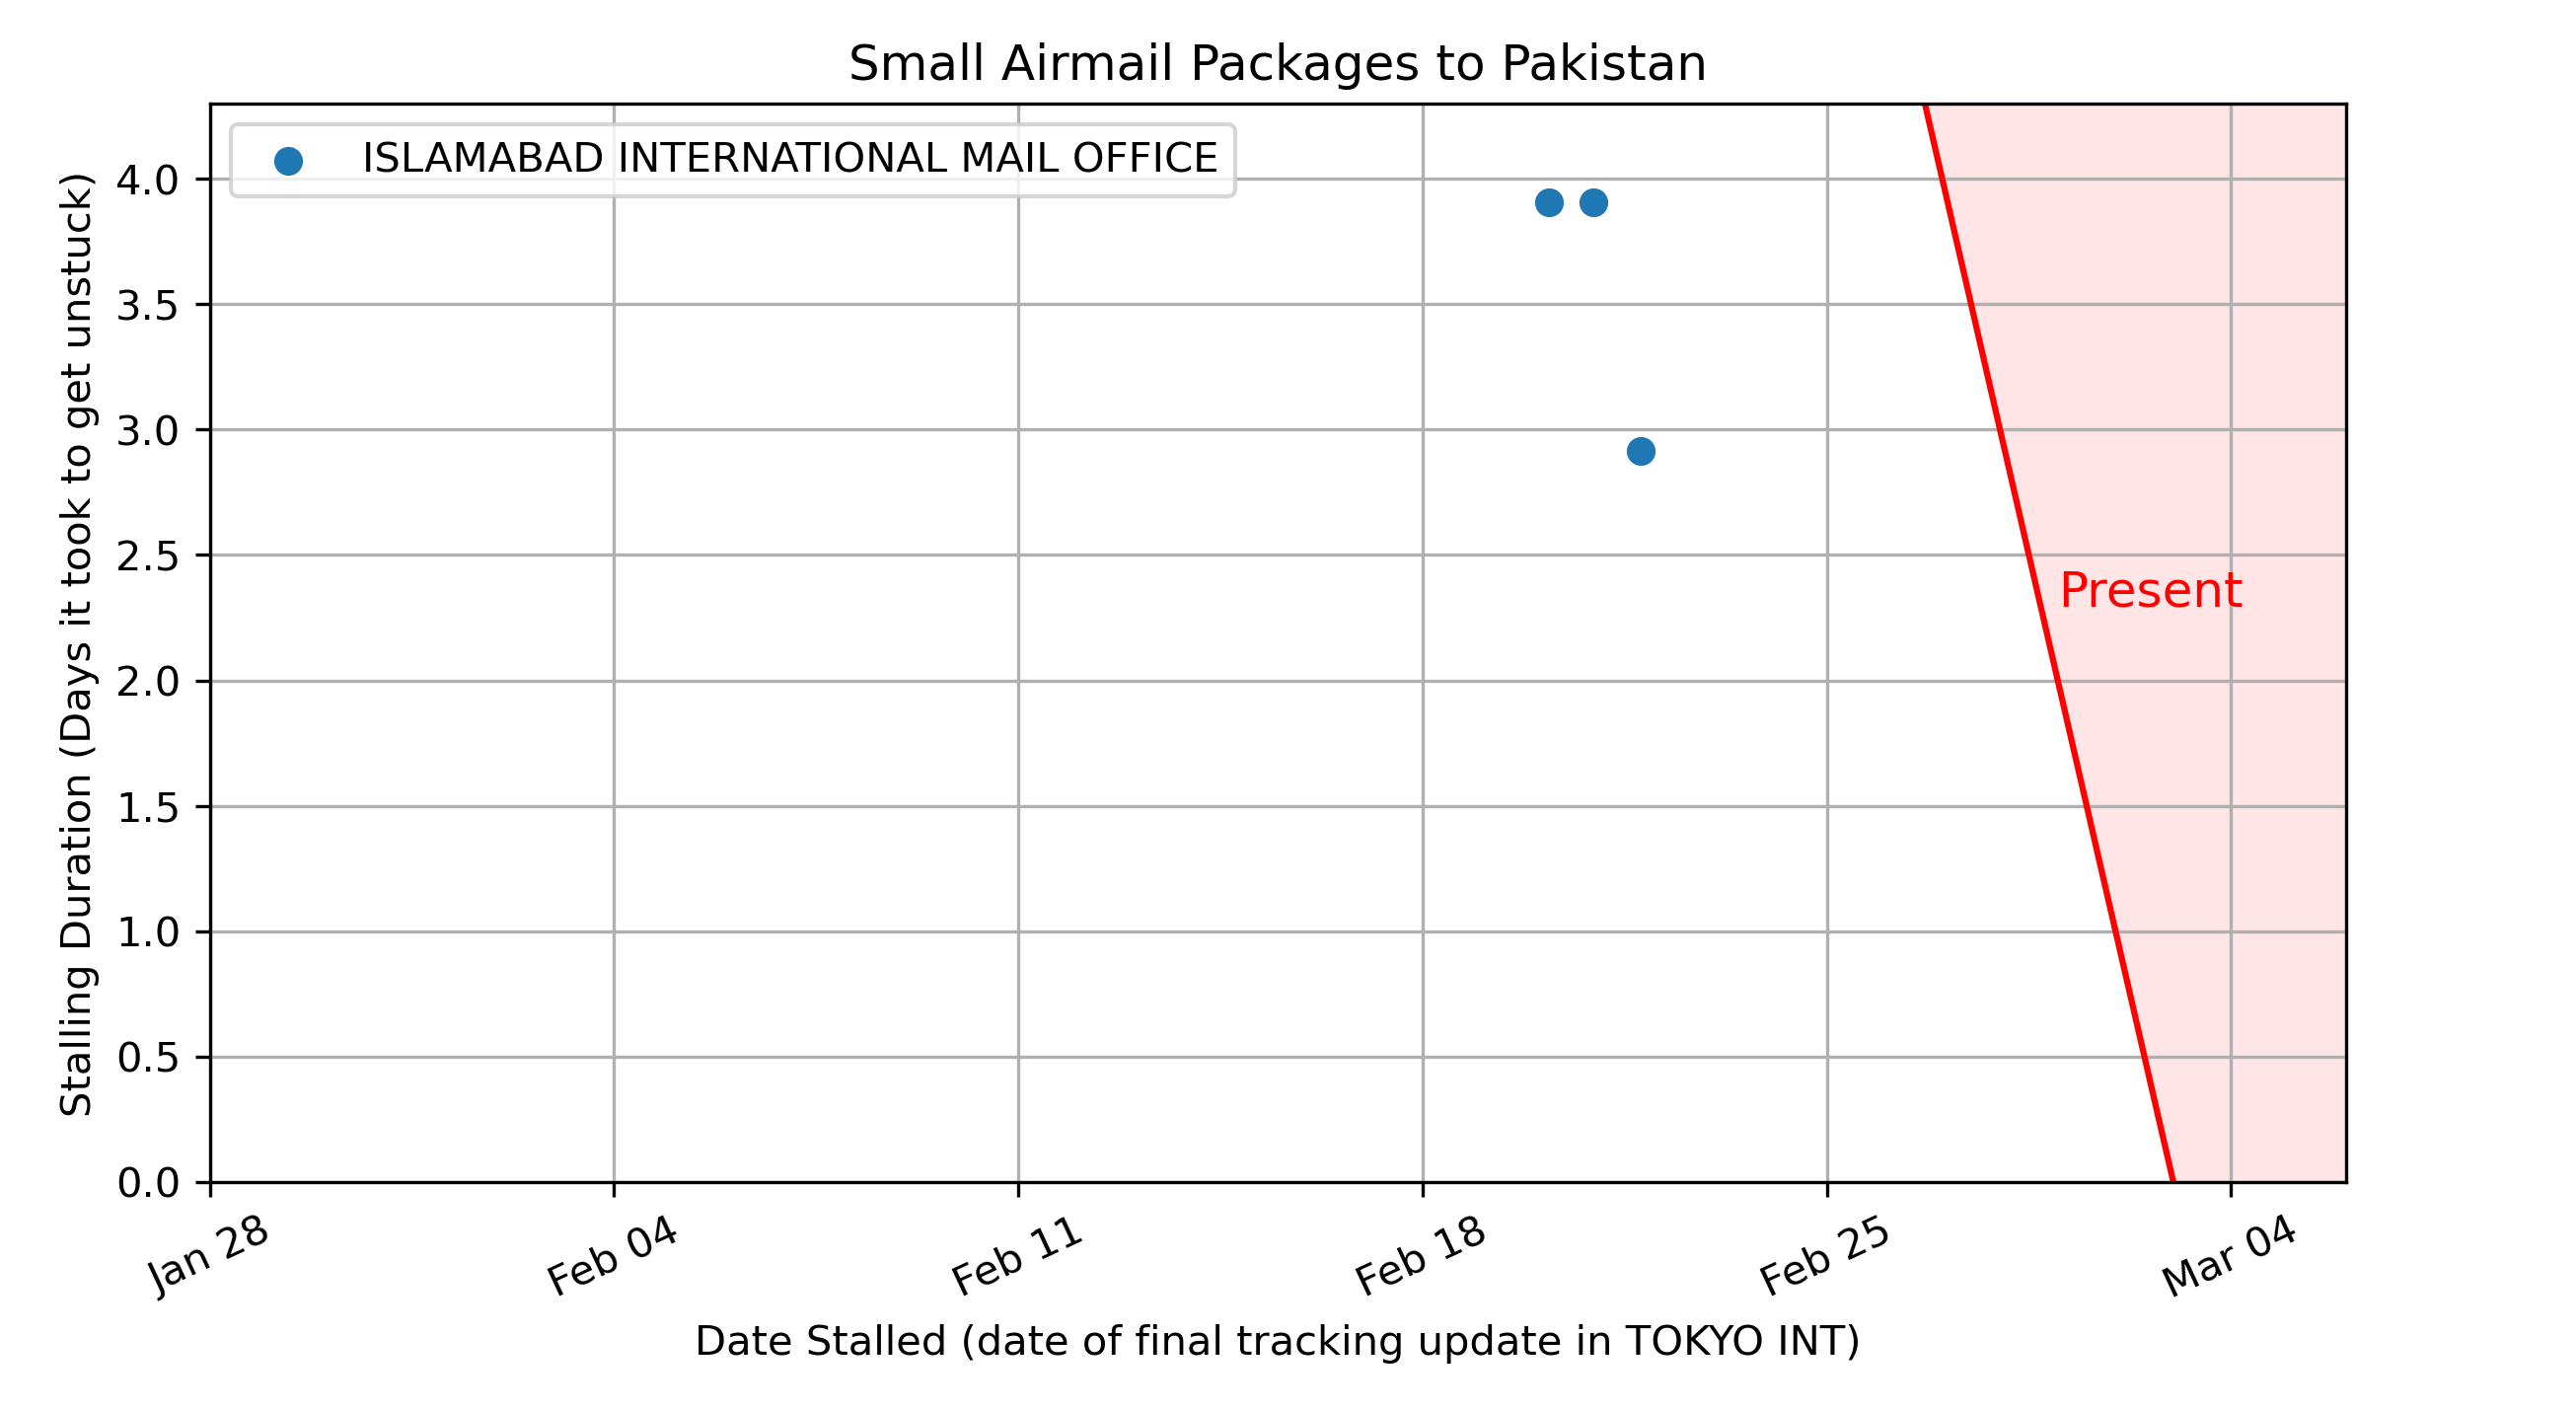 Small Airmail Packages to Pakistan
ISLAMABAD INTERNATIONAL MAIL OFFICE
Stalling Duration (Days it took to get unstuck)
4.0
3.5
3.0
2.5
2.0
1.5
1.0
0.5
0.0
Present
Jan 28
Feb 04
Feb 11
Feb 18
Feb 25
Mar 04
Date Stalled (date of final tracking update in TOKYO INT)